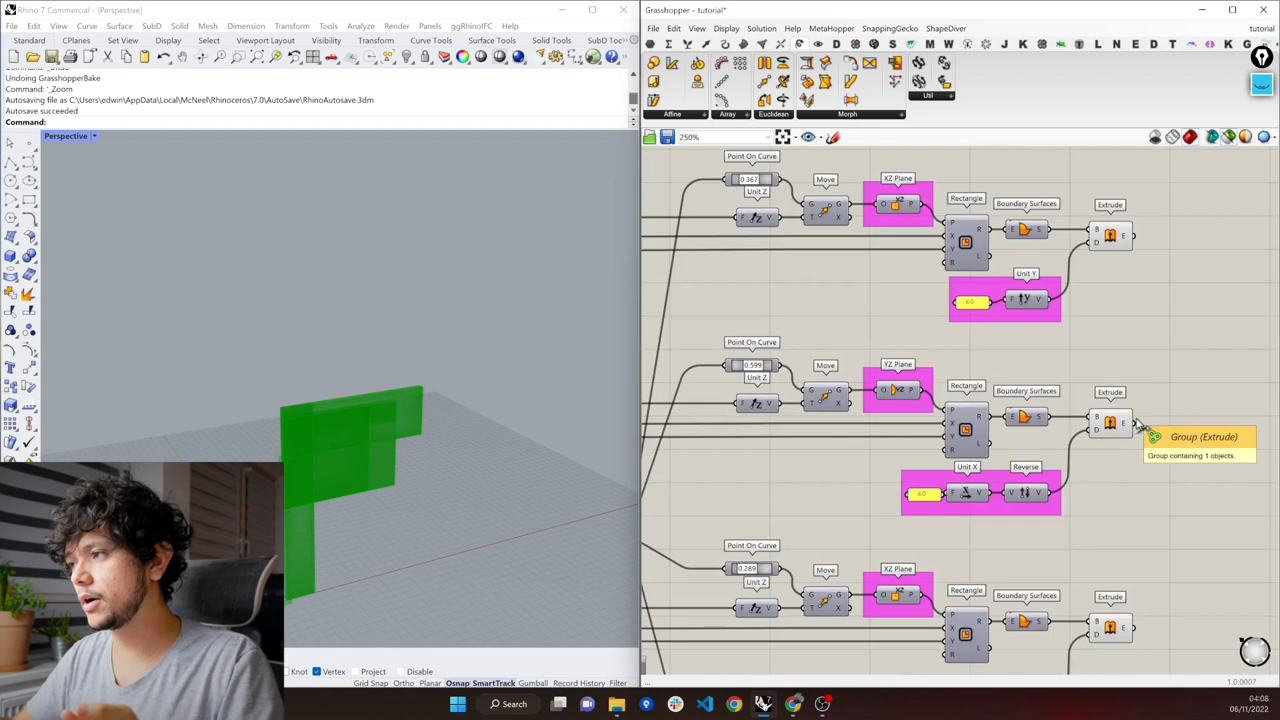 Rhino 7 Commercial - [Perspective]
File Edit View Curve Surface SubD Solid Mesh Dimension Transform Tools Analyze Render Panels ggRhinoIFC Help
Standard CPlanes Set View Display Select Viewport Layout Visibility Transform Curve Tools Surface Tools SubD Toc
Undoing GrasshopperBake
Command: '_Zoom
Autosaving file as C:\Users\edwin\AppData\Local\McNeel\Rhinoceros\7.0\AutoSave\RhinoAutosave.3dm
Autosave succeeded
Command:
Perspective
Knot Vertex Project Disable
Grid Snap Ortho Planar Osnap SmartTrack Gumball Record History Filter
Grasshopper - tutorial*
File Edit View Display Solution Help MetaHopper SnappingGecko ShapeDiver tutorial
Affine Array Euclidean Morph Util
250%
Point On Curve
0.367
Unit Z
F V
Move
G G
T X
XZ Plane
O P
Rectangle
P R
X
Y L
R
Boundary Surfaces
E S
Extrude
B E
D
Unit Y
60
F V
Point On Curve
0.599
Unit Z
F V
Move
G G
T X
YZ Plane
O P
Rectangle
P R
X
Y L
R
Boundary Surfaces
E S
Extrude
B E
D
Group (Extrude)
Group containing 1 objects.
Unit X
Reverse
60
F V
V V
Point On Curve
0.289
Unit Z
F V
Move
G G
T X
XZ Plane
O P
Rectangle
P R
X
Y L
R
Boundary Surfaces
E S
Extrude
B E
D
...
1.0.0007
Search
04:08
06/11/2022